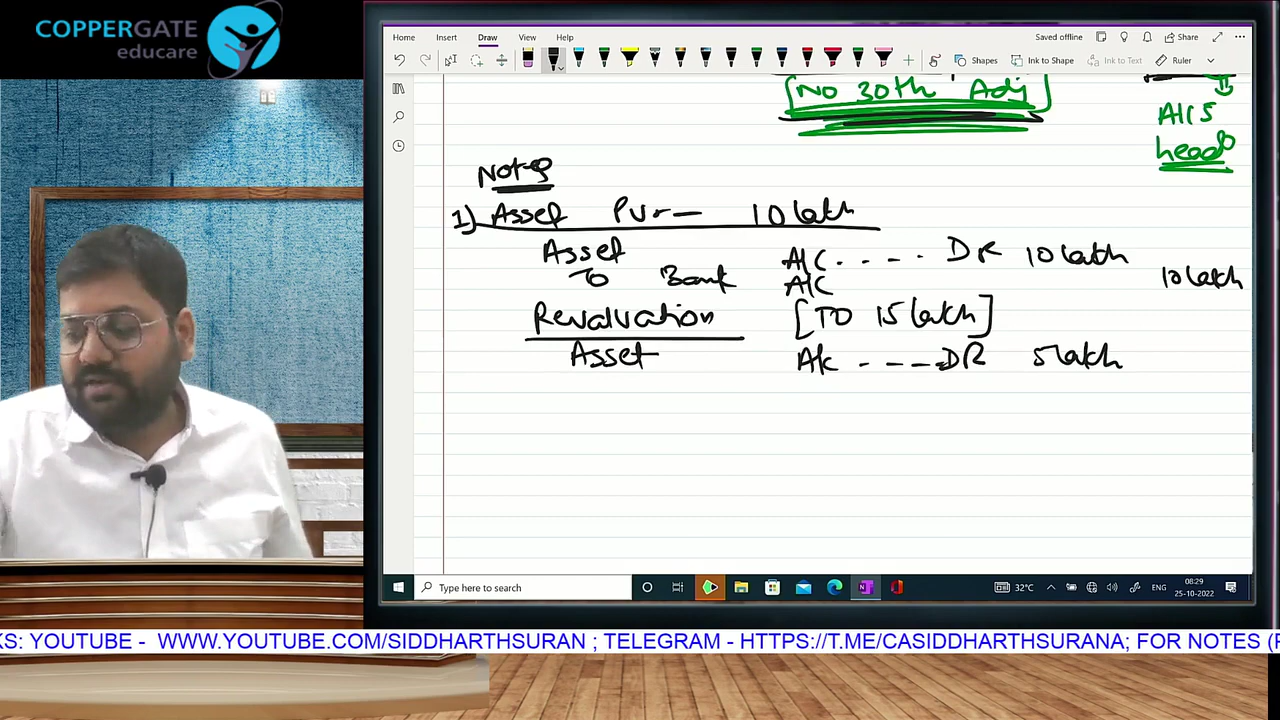 COPPERGATE
educare
Home Insert Draw View Help
Saved offline
Share
Shapes
Ink to Shape
Ink to Text
Ruler
[No 30th Adj]
A/C 5
heads
Notes
1) Asset Pur— 10 lakh
Asset A/C .... DR 10 lakh
To Bank A/C 10 lakh
Revaluation [TO 15 lakh]
Asset A/c ----DR 5 lakh
Type here to search
32°C
ENG
08:29
25-10-2022
KS: YOUTUBE - WWW.YOUTUBE.COM/SIDDHARTHSURAN ; TELEGRAM - HTTPS://T.ME/CASIDDHARTHSURANA; FOR NOTES (F